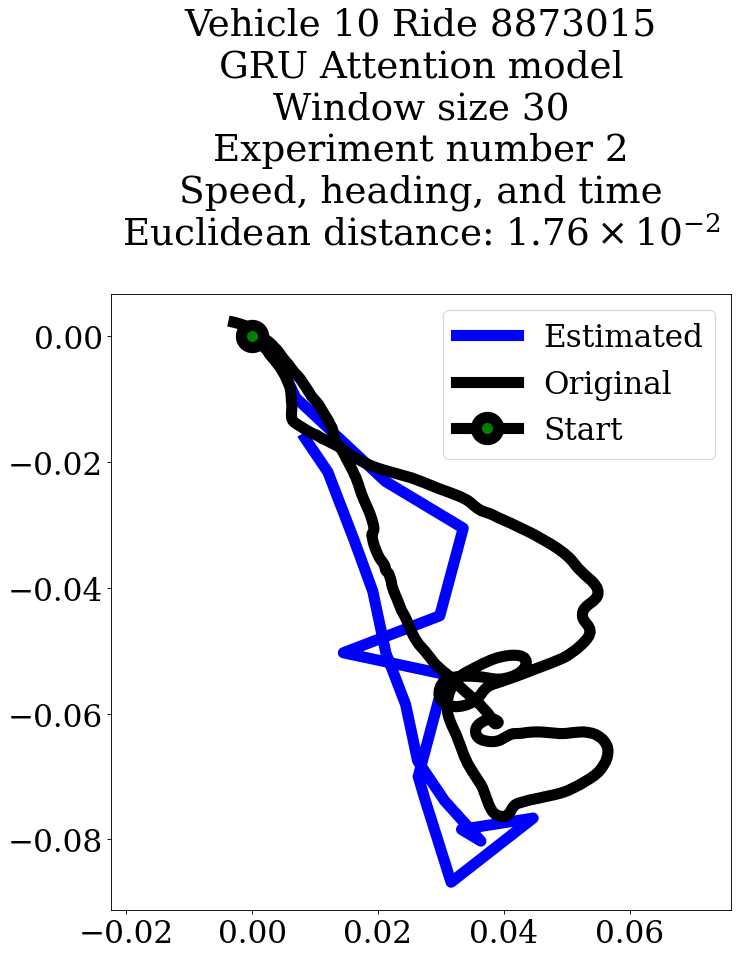 Vehicle 10 Ride 8873015
GRU Attention model
Window size 30
Experiment number 2
Speed, heading, and time
Euclidean distance: 1.76 × 10⁻²
Estimated
Original
Start
0.00
−0.02
−0.04
−0.06
−0.08
−0.02 0.00 0.02 0.04 0.06